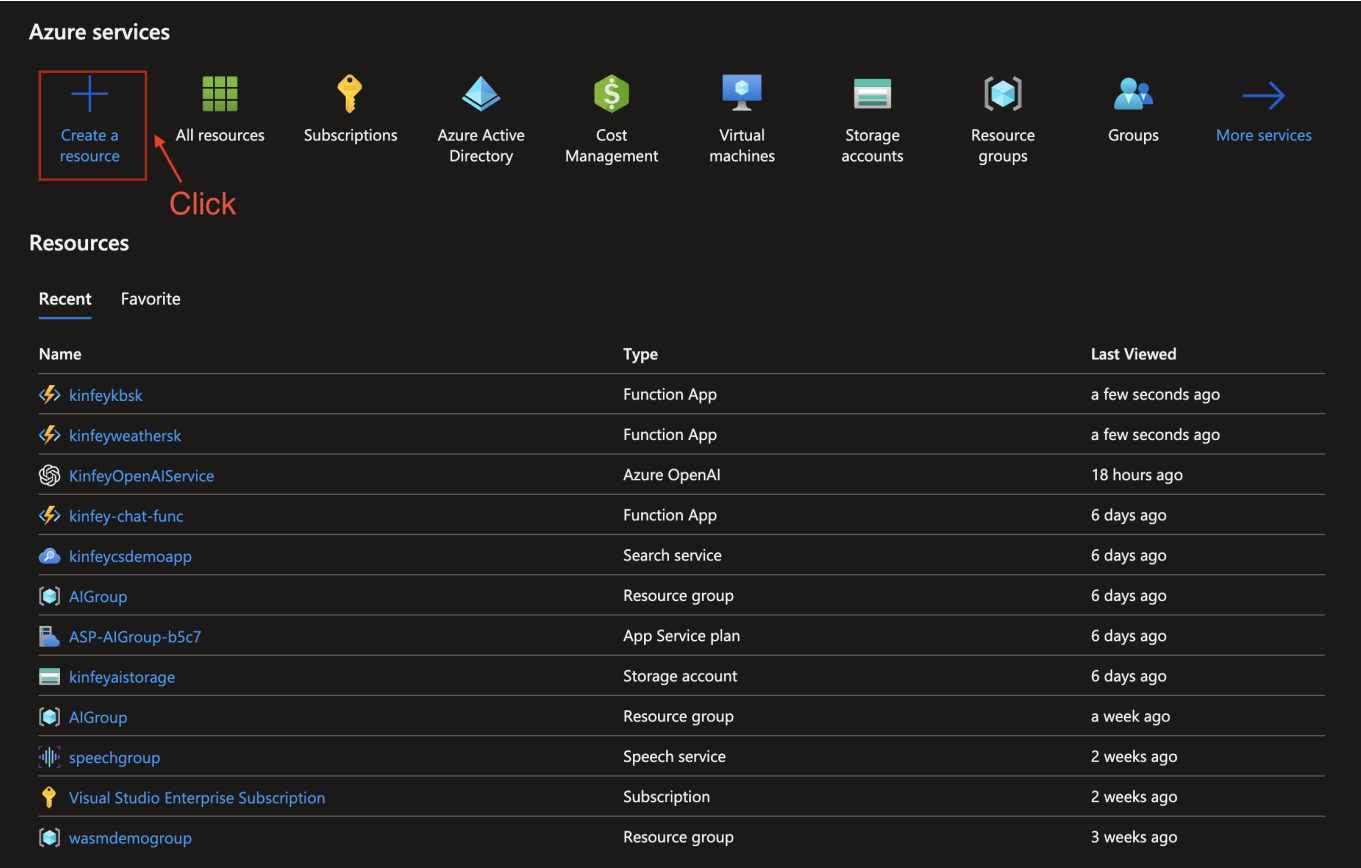 Azure services
Create a
resource
All resources
Subscriptions
Azure Active
Directory
Cost
Management
Virtual
machines
Storage
accounts
Resource
groups
Groups
More services
Click
Resources
Recent Favorite
Name Type Last Viewed
kinfeykbsk Function App a few seconds ago
kinfeyweathersk Function App a few seconds ago
KinfeyOpenAIService Azure OpenAI 18 hours ago
kinfey-chat-func Function App 6 days ago
kinfeycsdemoapp Search service 6 days ago
AIGroup Resource group 6 days ago
ASP-AIGroup-b5c7 App Service plan 6 days ago
kinfeyaistorage Storage account 6 days ago
AIGroup Resource group a week ago
speechgroup Speech service 2 weeks ago
Visual Studio Enterprise Subscription Subscription 2 weeks ago
wasmdemogroup Resource group 3 weeks ago